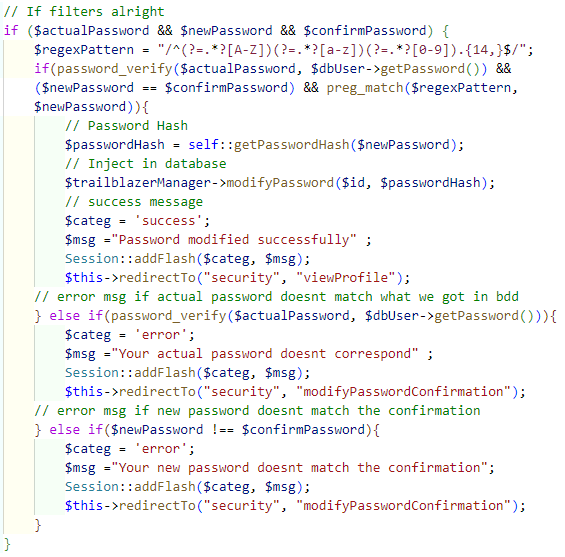 // If filters alright
if ($actualPassword && $newPassword && $confirmPassword) {
    $regexPattern = "/^(?=.*?[A-Z])(?=.*?[a-z])(?=.*?[0-9]).{14,}$/";
    if(password_verify($actualPassword, $dbUser->getPassword()) &&
    ($newPassword == $confirmPassword) && preg_match($regexPattern,
    $newPassword)){
        // Password Hash
        $passwordHash = self::getPasswordHash($newPassword);
        // Inject in database
        $trailblazerManager->modifyPassword($id, $passwordHash);
        // success message
        $categ = 'success';
        $msg ="Password modified successfully" ;
        Session::addFlash($categ, $msg);
        $this->redirectTo("security", "viewProfile");
    // error msg if actual password doesnt match what we got in bdd
    } else if(password_verify($actualPassword, $dbUser->getPassword())){
        $categ = 'error';
        $msg ="Your actual password doesnt correspond" ;
        Session::addFlash($categ, $msg);
        $this->redirectTo("security", "modifyPasswordConfirmation");
    // error msg if new password doesnt match the confirmation
    } else if($newPassword !== $confirmPassword){
        $categ = 'error';
        $msg ="Your new password doesnt match the confirmation";
        Session::addFlash($categ, $msg);
        $this->redirectTo("security", "modifyPasswordConfirmation");
    }
}